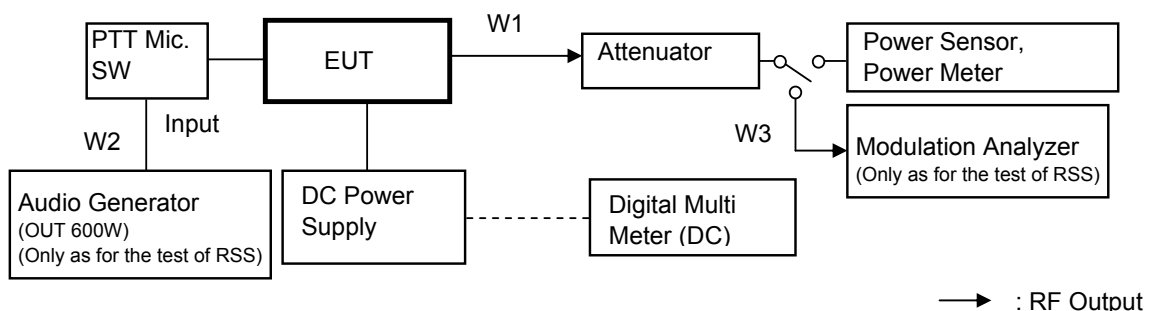 W1
PTT Mic.
SW
EUT
Attenuator
Power Sensor,
Power Meter
Input
W2
W3
Modulation Analyzer
(Only as for the test of RSS)
Audio Generator
(OUT 600W)
(Only as for the test of RSS)
DC Power
Supply
Digital Multi
Meter (DC)
: RF Output